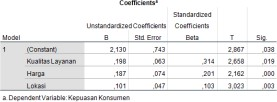 Coefficientsᵃ
Model Unstandardized Coefficients Standardized Coefficients T Sig.
B Std. Error Beta
1 (Constant) 2,130 ,743 2,867 ,038
Kualitas Layanan ,198 ,063 ,314 2,658 ,019
Harga ,187 ,074 ,201 2,162 ,000
Lokasi ,101 ,047 ,103 3,023 ,003
a. Dependent Variable: Kepuasan Konsumen